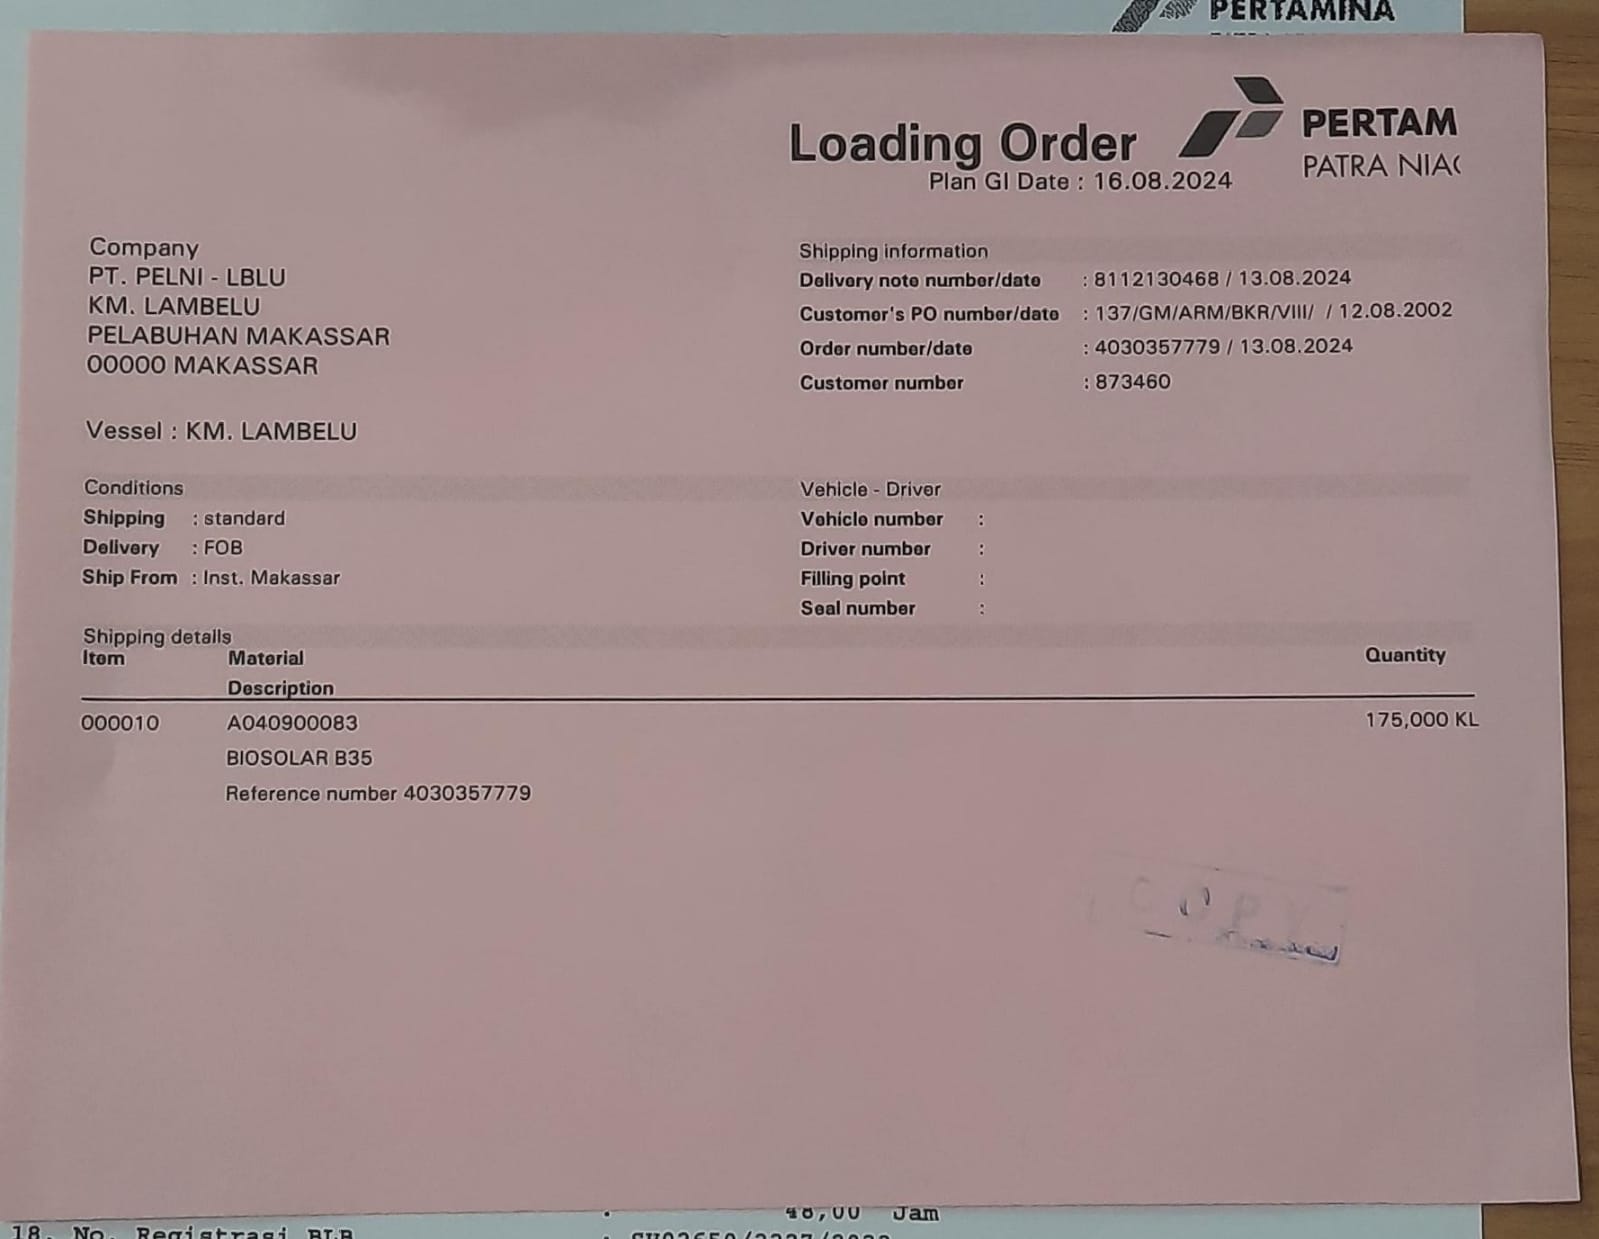 PERTAMINA
Loading Order
PERTAM
PATRA NIA
Plan GI Date : 16.08.2024
Company
PT. PELNI - LBLU
KM. LAMBELU
PELABUHAN MAKASSAR
00000 MAKASSAR
Vessel : KM. LAMBELU
Shipping information
Delivery note number/date : 8112130468 / 13.08.2024
Customer's PO number/date : 137/GM/ARM/BKR/VIII/ / 12.08.2002
Order number/date : 4030357779 / 13.08.2024
Customer number : 873460
Conditions
Shipping : standard
Delivery : FOB
Ship From : Inst. Makassar
Vehicle - Driver
Vehicle number :
Driver number :
Filling point :
Seal number :
Shipping details
Item Material Quantity
Description
000010 A040900083 175,000 KL
BIOSOLAR B35
Reference number 4030357779
COPY
48,00 Jam
18. No. Registrasi